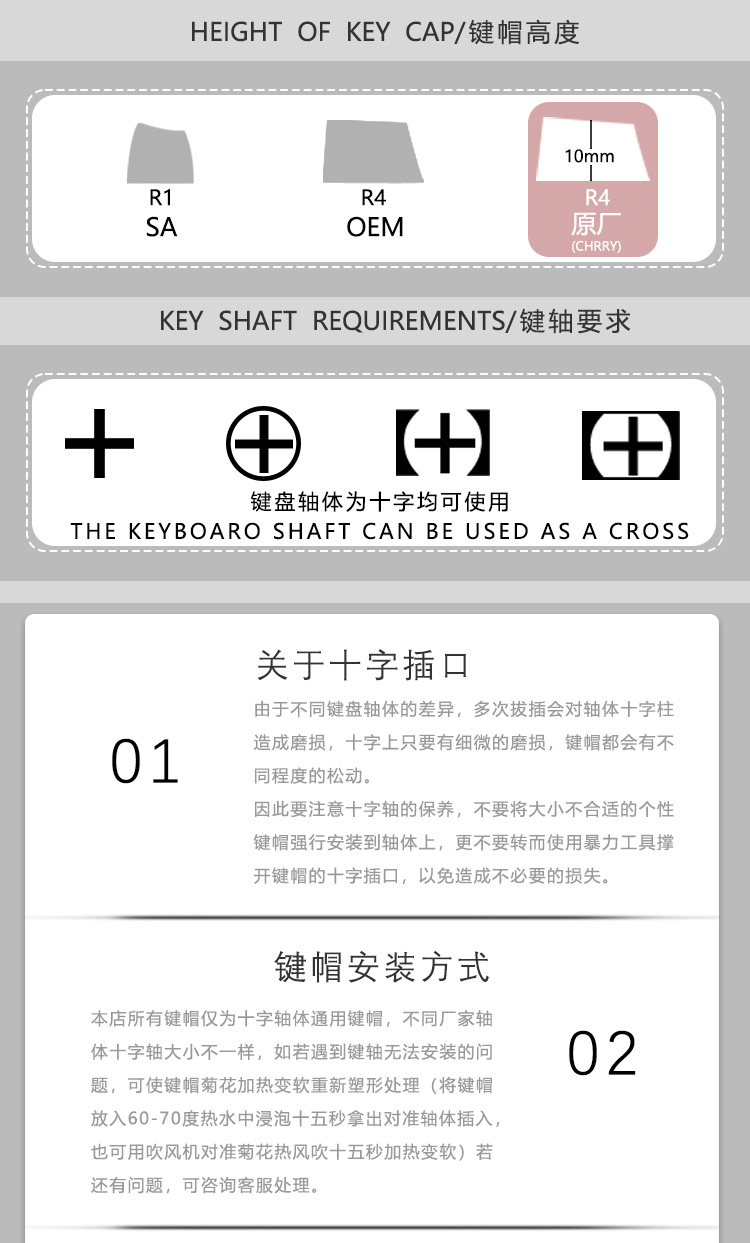 HEIGHT OF KEY CAP/键帽高度
10mm
R1
R4
R4
SA
OEM
原厂
(CHRRY)
KEY SHAFT REQUIREMENTS/键轴要求
键盘轴体为十字均可使用
THE KEYBOARO SHAFT CAN BE USED AS A CROSS
关于十字插口
01
由于不同键盘轴体的差异，多次拔插会对轴体十字柱
造成磨损，十字上只要有细微的磨损，键帽都会有不
同程度的松动。
因此要注意十字轴的保养，不要将大小不合适的个性
键帽强行安装到轴体上，更不要转而使用暴力工具撑
开键帽的十字插口，以免造成不必要的损失。
键帽安装方式
02
本店所有键帽仅为十字轴体通用键帽，不同厂家轴
体十字轴大小不一样，如若遇到键轴无法安装的问
题，可使键帽菊花加热变软重新塑形处理（将键帽
放入60-70度热水中浸泡十五秒拿出对准轴体插入，
也可用吹风机对准菊花热风吹十五秒加热变软）若
还有问题，可咨询客服处理。